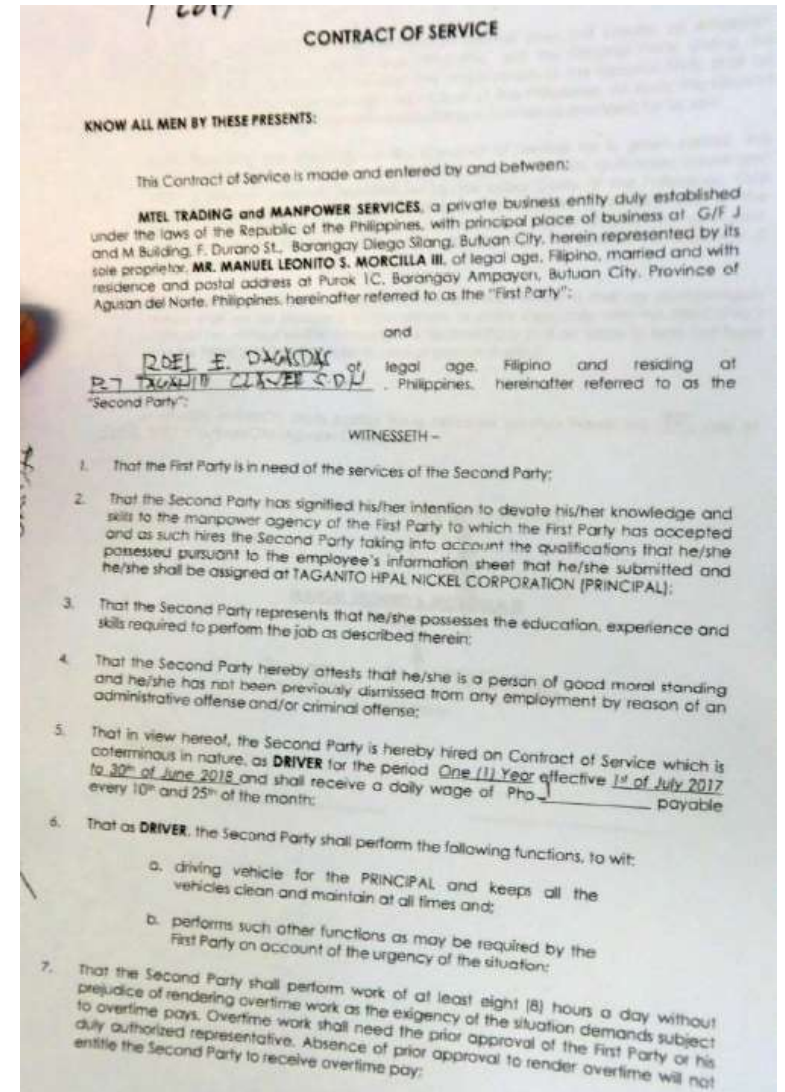 CONTRACT OF SERVICE
KNOW ALL MEN BY THESE PRESENTS:
This Contract of Service is made and entered by and between:
MTEL TRADING and MANPOWER SERVICES, a private business entity duly established
under the laws of the Republic of the Philippines, with principal place of business at G/F J
and M Building, F. Durano St., Barangay Diego Silang, Butuan City, herein represented by its
sole proprietor, MR. MANUEL LEONITO S. MORCILLA III, of legal age, Filipino, married and with
residence and postal address at Purok 1C, Barangay Ampayon, Butuan City, Province of
Agusan del Norte, Philippines, hereinafter referred to as the "First Party";
and
ROEL E. DAGASDAS of legal age, Filipino and residing at
P-7 TAGANITO CLAVER S.D.N , Philippines, hereinafter referred to as the
"Second Party";
WITNESSETH –
1. That the First Party is in need of the services of the Second Party;
2. That the Second Party has signified his/her intention to devote his/her knowledge and
skills to the manpower agency of the First Party to which the First Party has accepted
and as such hires the Second Party taking into account the qualifications that he/she
possessed pursuant to the employee's information sheet that he/she submitted and
he/she shall be assigned at TAGANITO HPAL NICKEL CORPORATION (PRINCIPAL);
3. That the Second Party represents that he/she possesses the education, experience and
skills required to perform the job as described therein;
4. That the Second Party hereby attests that he/she is a person of good moral standing
and he/she has not been previously dismissed from any employment by reason of an
administrative offense and/or criminal offense;
5. That in view hereof, the Second Party is hereby hired on Contract of Service which is
coterminous in nature, as DRIVER for the period One (1) Year effective 1st of July 2017
to 30th of June 2018 and shall receive a daily wage of Php payable
every 10th and 25th of the month;
6. That as DRIVER, the Second Party shall perform the following functions, to wit:
a. driving vehicle for the PRINCIPAL and keeps all the
vehicles clean and maintain at all times and;
b. performs such other functions as may be required by the
First Party on account of the urgency of the situation;
7. That the Second Party shall perform work of at least eight (8) hours a day without
prejudice of rendering overtime work as the exigency of the situation demands subject
to overtime pays. Overtime work shall need the prior approval of the First Party or his
duly authorized representative. Absence of prior approval to render overtime will not
entitle the Second Party to receive overtime pay;